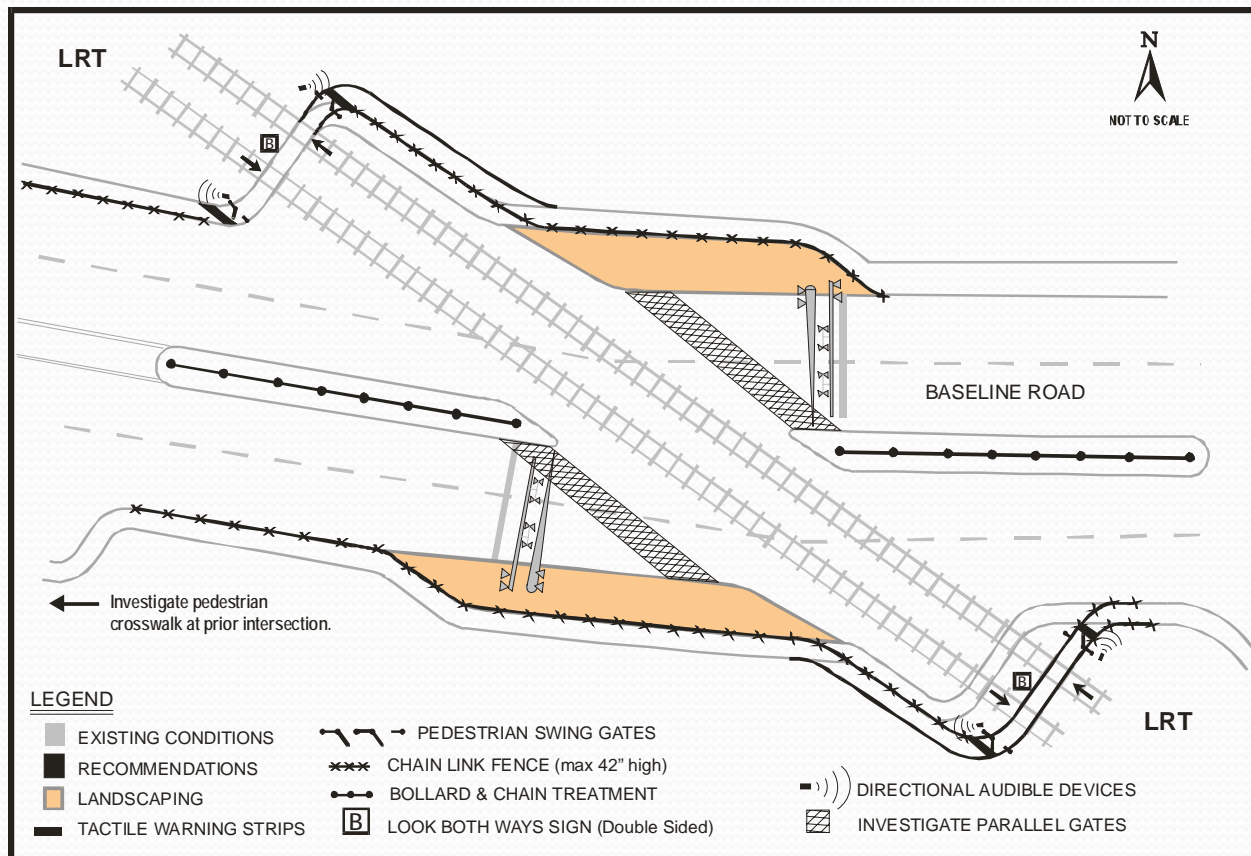 LRT
N
NOT TO SCALE
B
BASELINE ROAD
Investigate pedestrian
crosswalk at prior intersection.
B
LRT
LEGEND
EXISTING CONDITIONS
RECOMMENDATIONS
LANDSCAPING
TACTILE WARNING STRIPS
PEDESTRIAN SWING GATES
CHAIN LINK FENCE (max 42" high)
BOLLARD & CHAIN TREATMENT
B LOOK BOTH WAYS SIGN (Double Sided)
DIRECTIONAL AUDIBLE DEVICES
INVESTIGATE PARALLEL GATES